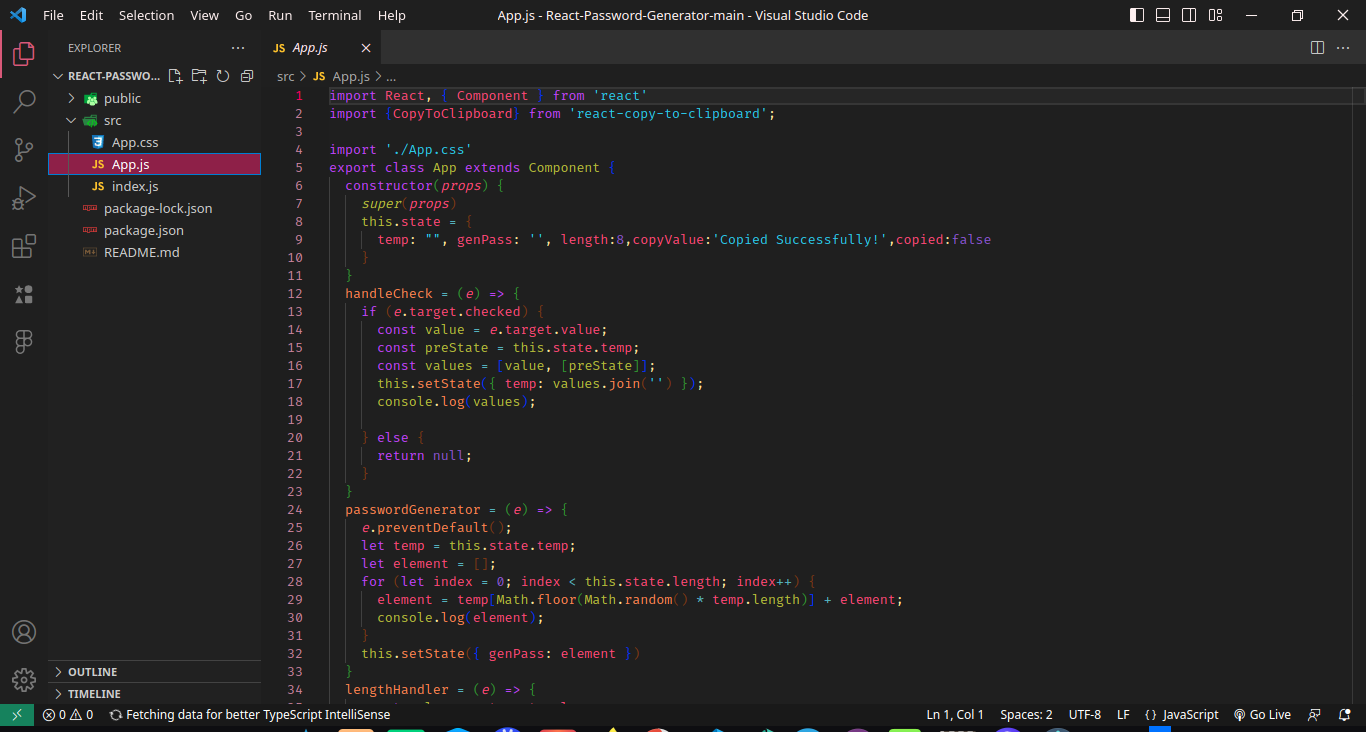 File Edit Selection View Go Run Terminal Help App.js - React-Password-Generator-main - Visual Studio Code
EXPLORER
REACT-PASSWO...
public
src
App.css
App.js
index.js
package-lock.json
package.json
README.md
OUTLINE
TIMELINE
JS App.js
src > JS App.js > ...
1 import React, { Component } from 'react'
2 import {CopyToClipboard} from 'react-copy-to-clipboard';
3
4 import './App.css'
5 export class App extends Component {
6 constructor(props) {
7 super(props)
8 this.state = {
9 temp: "", genPass: '', length:8,copyValue:'Copied Successfully!',copied:false
10 }
11 }
12 handleCheck = (e) => {
13 if (e.target.checked) {
14 const value = e.target.value;
15 const preState = this.state.temp;
16 const values = [value, [preState]];
17 this.setState({ temp: values.join('') });
18 console.log(values);
19
20 } else {
21 return null;
22 }
23 }
24 passwordGenerator = (e) => {
25 e.preventDefault();
26 let temp = this.state.temp;
27 let element = [];
28 for (let index = 0; index < this.state.length; index++) {
29 element = temp[Math.floor(Math.random() * temp.length)] + element;
30 console.log(element);
31 }
32 this.setState({ genPass: element })
33 }
34 lengthHandler = (e) => {
0 0 Fetching data for better TypeScript IntelliSense Ln 1, Col 1 Spaces: 2 UTF-8 LF {} JavaScript Go Live